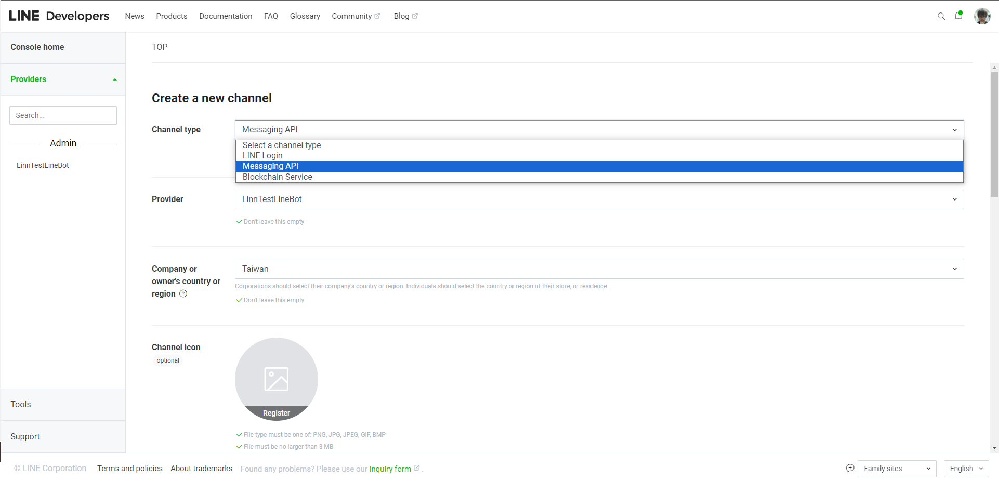 LINE Developers News Products Documentation FAQ Glossary Community Blog
Console home
Providers
Search...
Admin
LinnTestLineBot
Tools
Support
TOP
Create a new channel
Channel type
Messaging API
Select a channel type
LINE Login
Messaging API
Blockchain Service
Provider
LinnTestLineBot
Don't leave this empty
Company or
owner's country or
region ?
Taiwan
Corporations should select their company's country or region. Individuals should select the country or region of their store, or residence.
Don't leave this empty
Channel icon
optional
Register
File type must be one of: PNG, JPG, JPEG, GIF, BMP
File must be no larger than 3 MB
© LINE Corporation Terms and policies About trademarks Found any problems? Please use our inquiry form . Family sites English